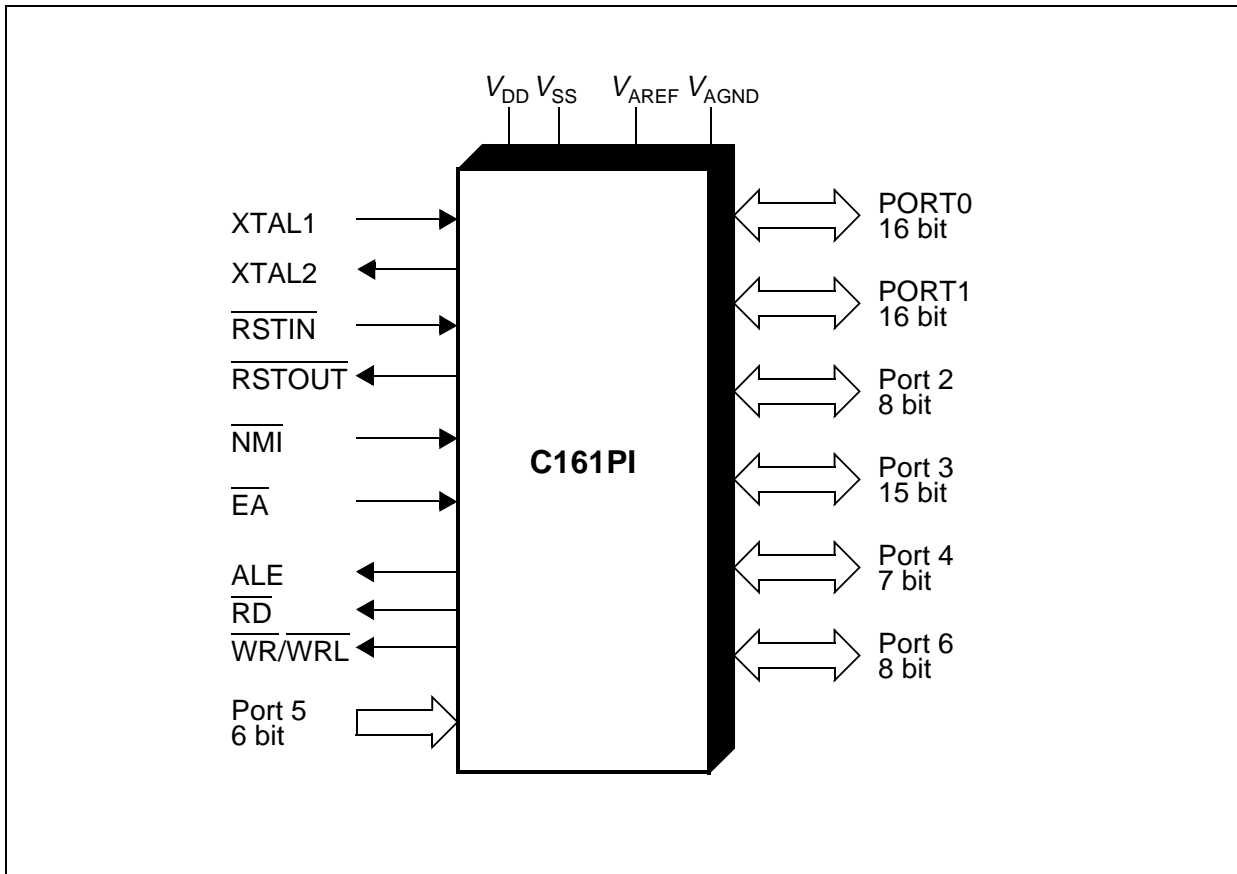 VDD VSS VAREF VAGND
XTAL1
XTAL2
RSTIN
RSTOUT
NMI
EA
ALE
RD
WR/WRL
Port 5
6 bit
C161PI
PORT0
16 bit
PORT1
16 bit
Port 2
8 bit
Port 3
15 bit
Port 4
7 bit
Port 6
8 bit